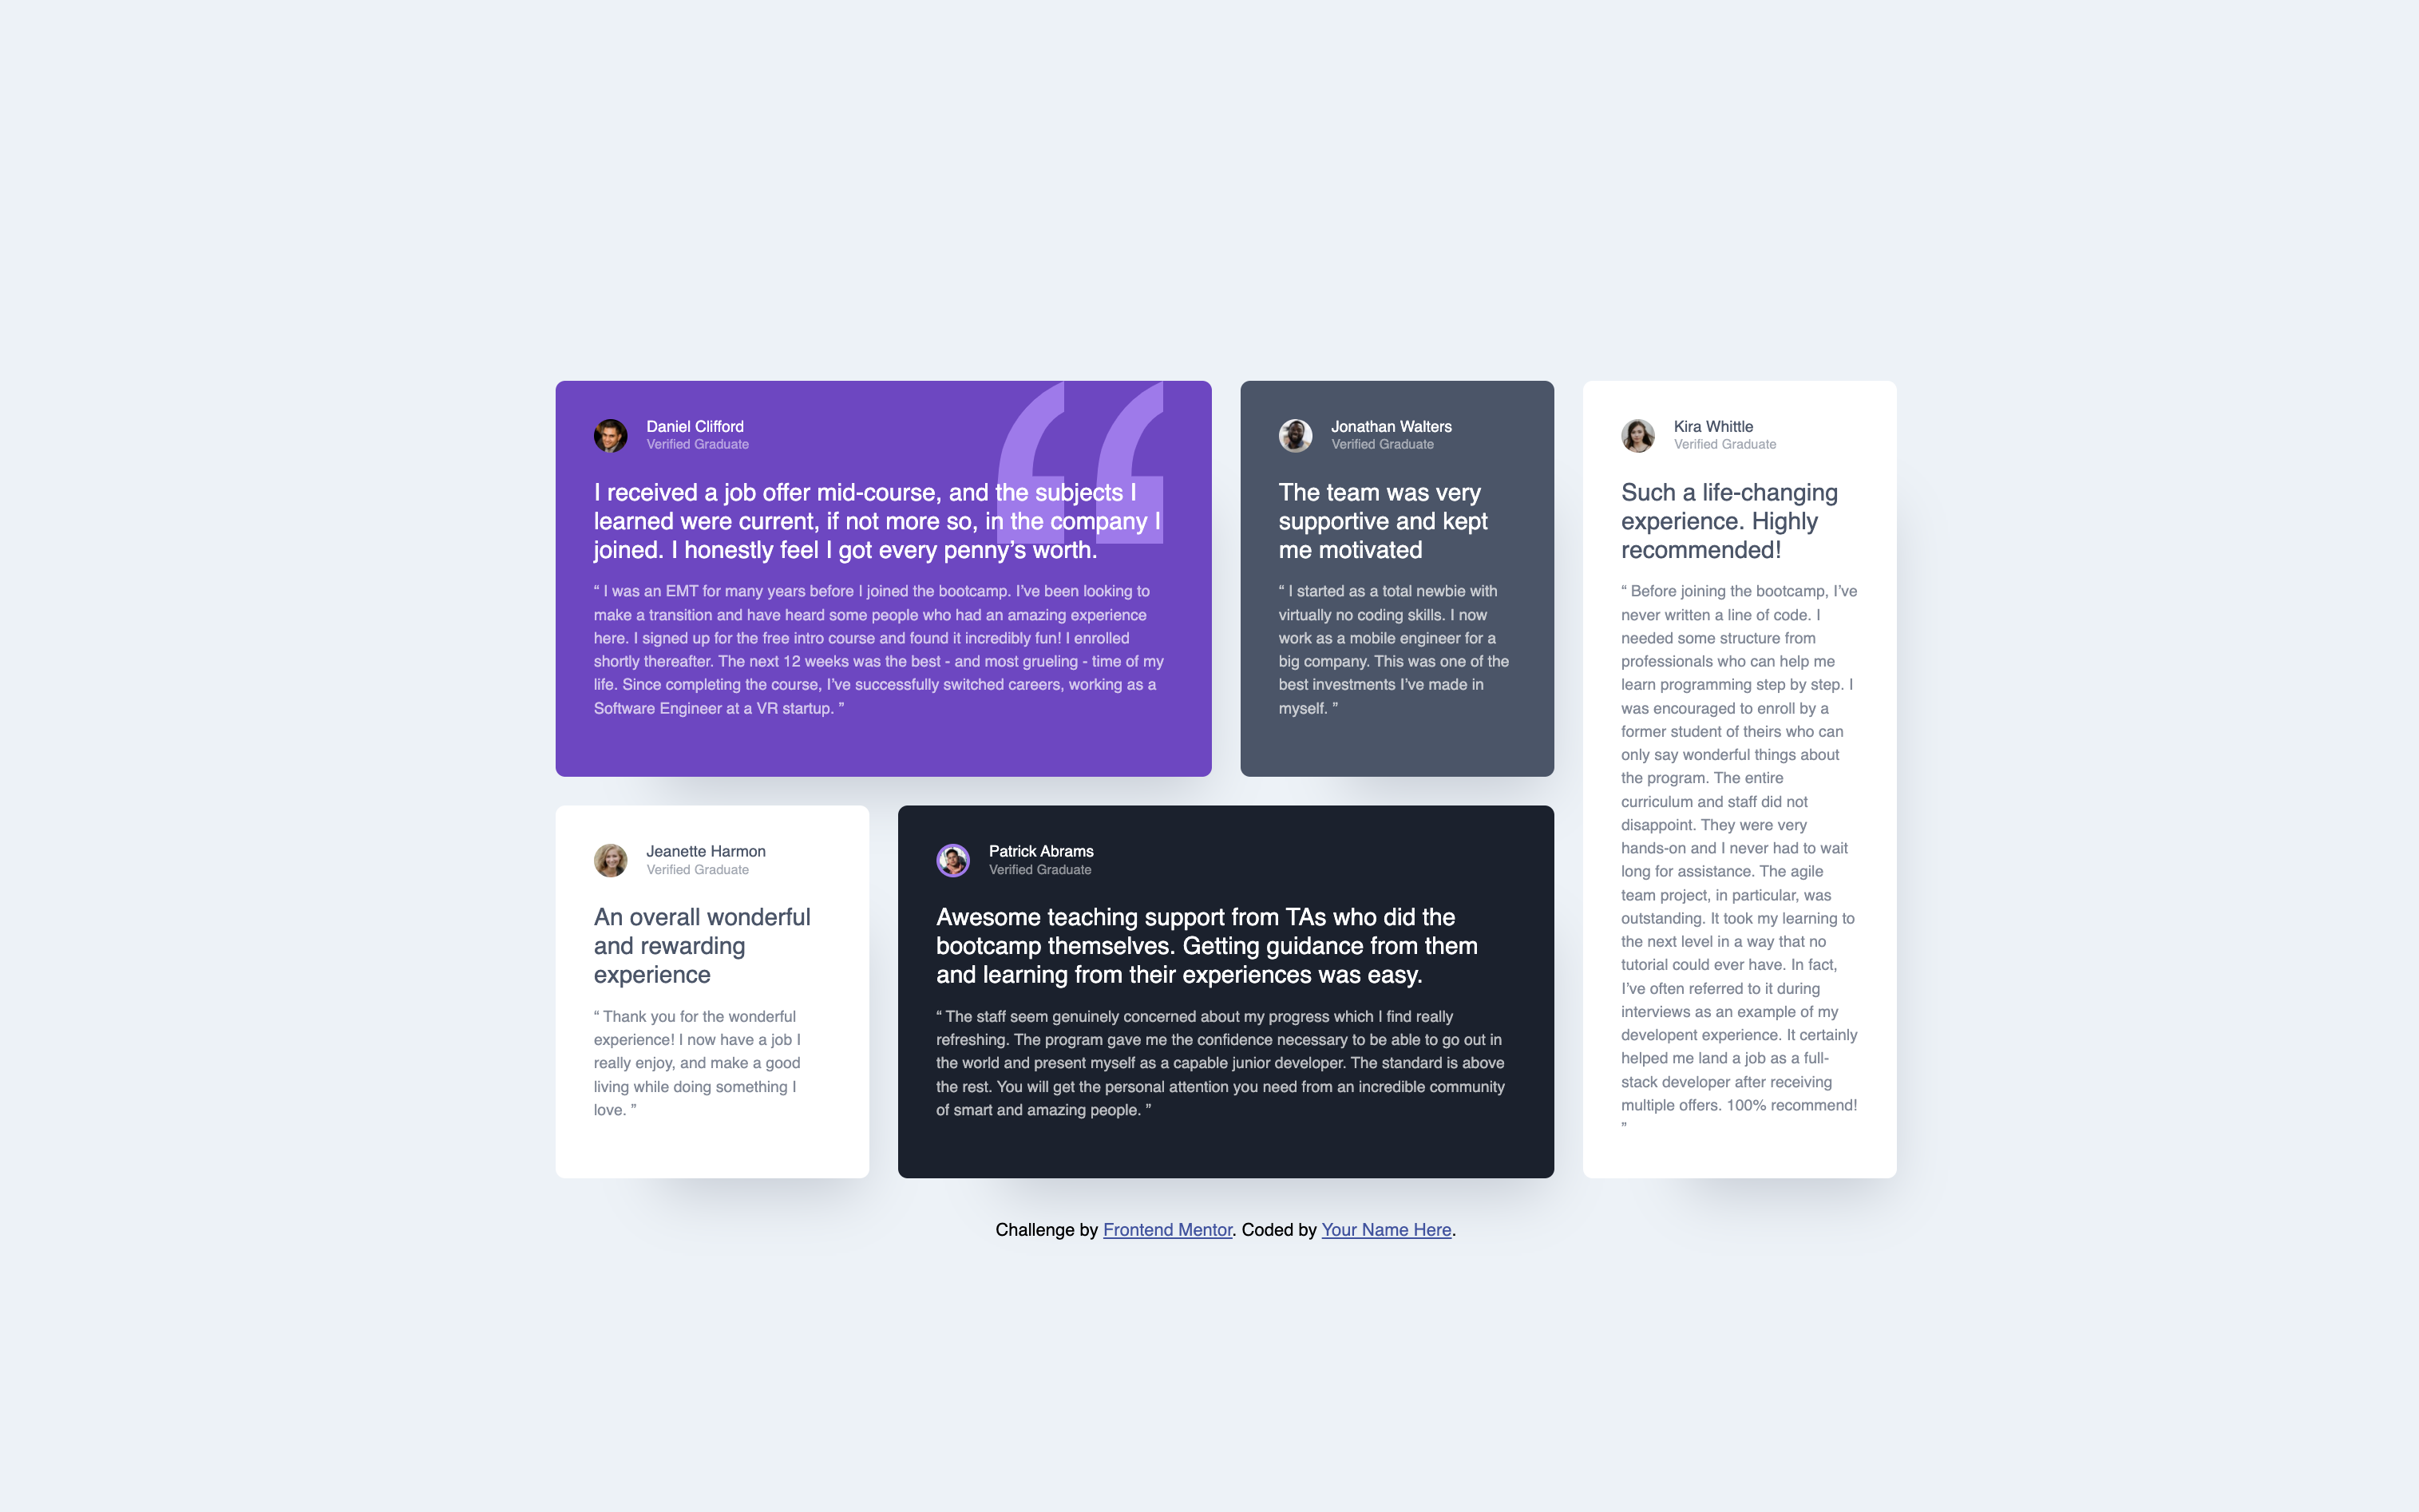 Daniel Clifford
Verified Graduate
I received a job offer mid-course, and the subjects I
learned were current, if not more so, in the company I
joined. I honestly feel I got every penny’s worth.
“ I was an EMT for many years before I joined the bootcamp. I’ve been looking to
make a transition and have heard some people who had an amazing experience
here. I signed up for the free intro course and found it incredibly fun! I enrolled
shortly thereafter. The next 12 weeks was the best - and most grueling - time of my
life. Since completing the course, I’ve successfully switched careers, working as a
Software Engineer at a VR startup. ”
Jonathan Walters
Verified Graduate
The team was very
supportive and kept
me motivated
“ I started as a total newbie with
virtually no coding skills. I now
work as a mobile engineer for a
big company. This was one of the
best investments I’ve made in
myself. ”
Kira Whittle
Verified Graduate
Such a life-changing
experience. Highly
recommended!
“ Before joining the bootcamp, I’ve
never written a line of code. I
needed some structure from
professionals who can help me
learn programming step by step. I
was encouraged to enroll by a
former student of theirs who can
only say wonderful things about
the program. The entire
curriculum and staff did not
disappoint. They were very
hands-on and I never had to wait
long for assistance. The agile
team project, in particular, was
outstanding. It took my learning to
the next level in a way that no
tutorial could ever have. In fact,
I’ve often referred to it during
interviews as an example of my
developent experience. It certainly
helped me land a job as a full-
stack developer after receiving
multiple offers. 100% recommend!
”
Jeanette Harmon
Verified Graduate
An overall wonderful
and rewarding
experience
“ Thank you for the wonderful
experience! I now have a job I
really enjoy, and make a good
living while doing something I
love. ”
Patrick Abrams
Verified Graduate
Awesome teaching support from TAs who did the
bootcamp themselves. Getting guidance from them
and learning from their experiences was easy.
“ The staff seem genuinely concerned about my progress which I find really
refreshing. The program gave me the confidence necessary to be able to go out in
the world and present myself as a capable junior developer. The standard is above
the rest. You will get the personal attention you need from an incredible community
of smart and amazing people. ”
Challenge by Frontend Mentor. Coded by Your Name Here.